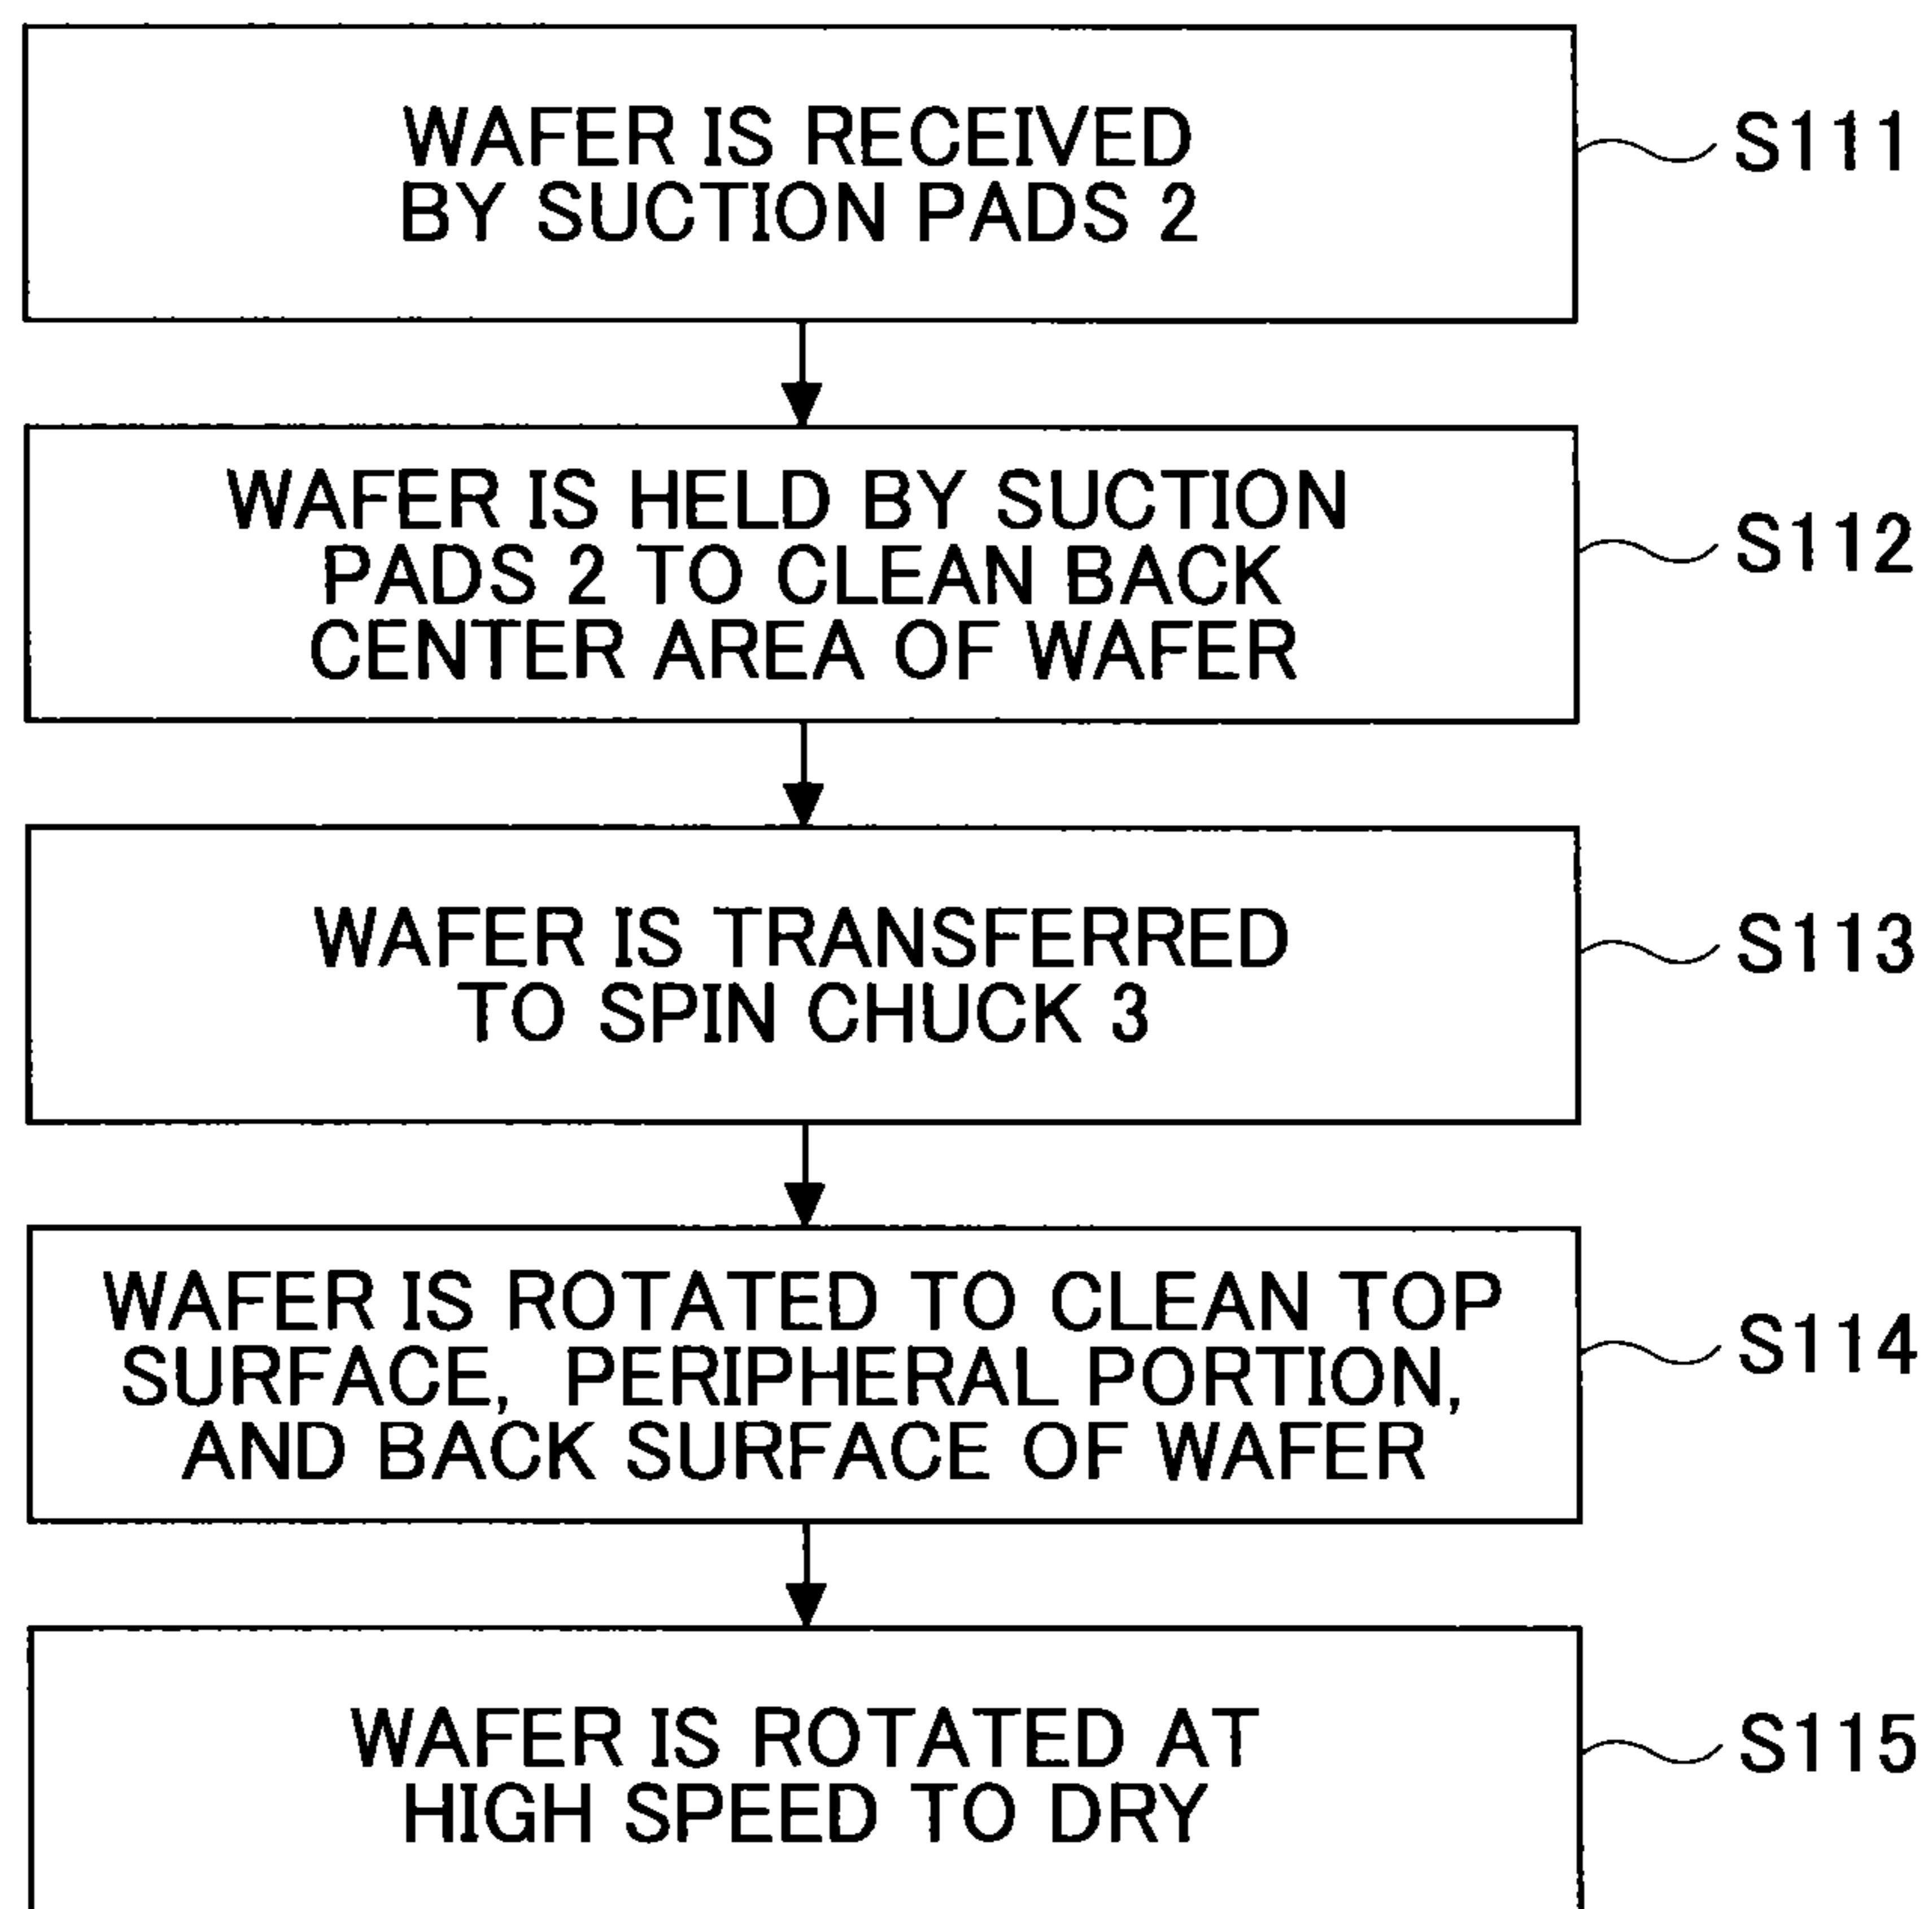 WAFER IS RECEIVED
BY SUCTION PADS 2
S111
WAFER IS HELD BY SUCTION
PADS 2 TO CLEAN BACK
CENTER AREA OF WAFER
S112
WAFER IS TRANSFERRED
TO SPIN CHUCK 3
S113
WAFER IS ROTATED TO CLEAN TOP
SURFACE, PERIPHERAL PORTION,
AND BACK SURFACE OF WAFER
S114
WAFER IS ROTATED AT
HIGH SPEED TO DRY
S115